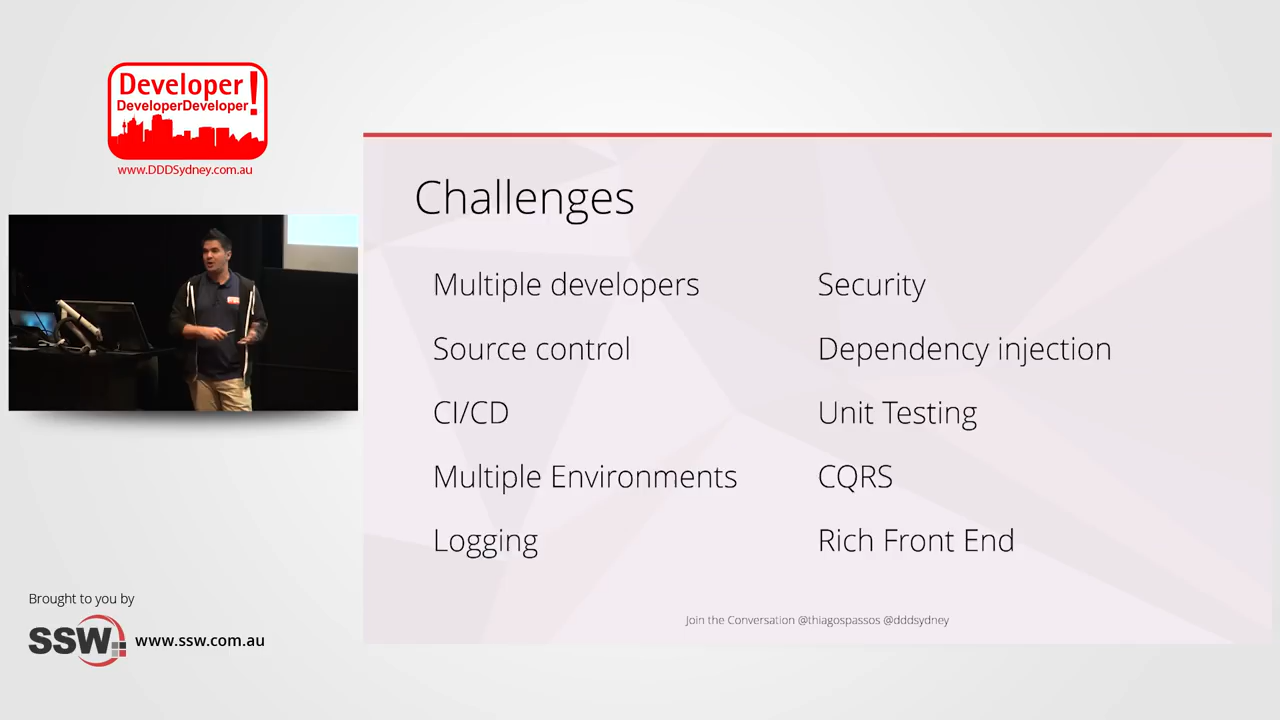 Developer!
DeveloperDeveloper
www.DDDSydney.com.au
Challenges
Multiple developers
Source control
CI/CD
Multiple Environments
Logging
Security
Dependency injection
Unit Testing
CQRS
Rich Front End
Join the Conversation @thiagospassos @dddsydney
Brought to you by
SSW
www.ssw.com.au